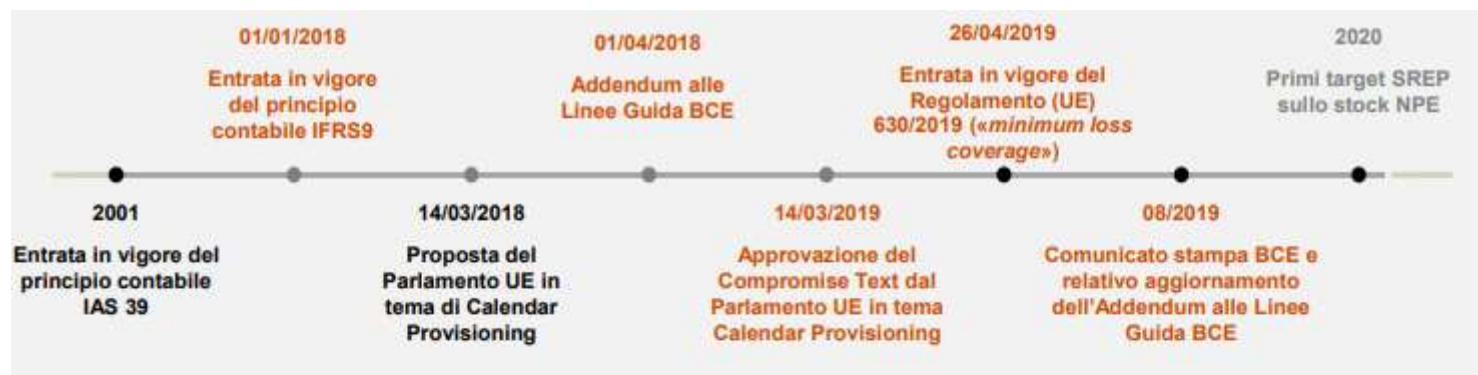 01/01/2018
Entrata in vigore
del principio
contabile IFRS9
01/04/2018
Addendum alle
Linee Guida BCE
26/04/2019
Entrata in vigore del
Regolamento (UE)
630/2019 («minimum loss
coverage»)
2020
Primi target SREP
sullo stock NPE
2001
Entrata in vigore del
principio contabile
IAS 39
14/03/2018
Proposta del
Parlamento UE in
tema di Calendar
Provisioning
14/03/2019
Approvazione del
Compromise Text dal
Parlamento UE in tema
Calendar Provisioning
08/2019
Comunicato stampa BCE e
relativo aggiornamento
dell'Addendum alle Linee
Guida BCE